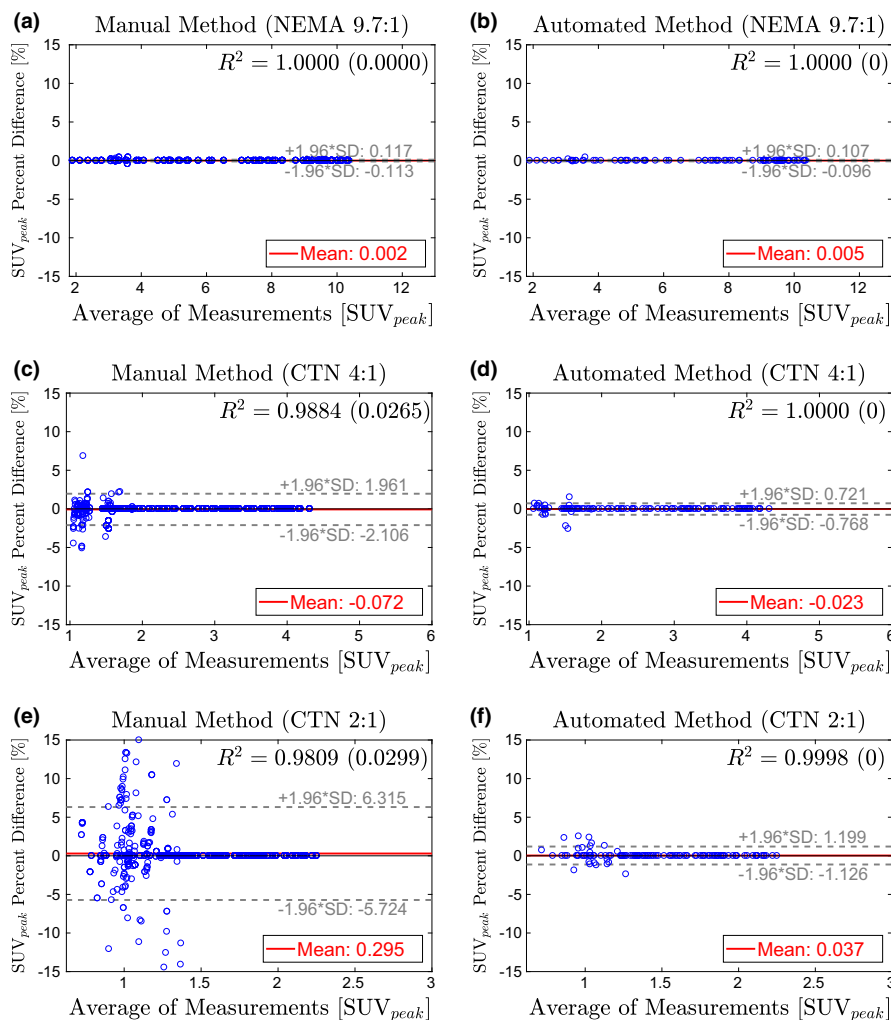 (a) Manual Method (NEMA 9.7:1)
SUVpeak Percent Difference [%]
15
10
5
0
-5
-10
-15
R² = 1.0000 (0.0000)
+1.96*SD: 0.117
-1.96*SD: -0.113
Mean: 0.002
2 4 6 8 10 12
Average of Measurements [SUVpeak]
(b) Automated Method (NEMA 9.7:1)
SUVpeak Percent Difference [%]
15
10
5
0
-5
-10
-15
R² = 1.0000 (0)
+1.96*SD: 0.107
-1.96*SD: -0.096
Mean: 0.005
2 4 6 8 10 12
Average of Measurements [SUVpeak]
(c) Manual Method (CTN 4:1)
SUVpeak Percent Difference [%]
15
10
5
0
-5
-10
-15
R² = 0.9884 (0.0265)
+1.96*SD: 1.961
-1.96*SD: -2.106
Mean: -0.072
1 2 3 4 5 6
Average of Measurements [SUVpeak]
(d) Automated Method (CTN 4:1)
SUVpeak Percent Difference [%]
15
10
5
0
-5
-10
-15
R² = 1.0000 (0)
+1.96*SD: 0.721
-1.96*SD: -0.768
Mean: -0.023
1 2 3 4 5 6
Average of Measurements [SUVpeak]
(e) Manual Method (CTN 2:1)
SUVpeak Percent Difference [%]
15
10
5
0
-5
-10
-15
R² = 0.9809 (0.0299)
+1.96*SD: 6.315
-1.96*SD: -5.724
Mean: 0.295
1 1.5 2 2.5 3
Average of Measurements [SUVpeak]
(f) Automated Method (CTN 2:1)
SUVpeak Percent Difference [%]
15
10
5
0
-5
-10
-15
R² = 0.9998 (0)
+1.96*SD: 1.199
-1.96*SD: -1.126
Mean: 0.037
1 1.5 2 2.5 3
Average of Measurements [SUVpeak]